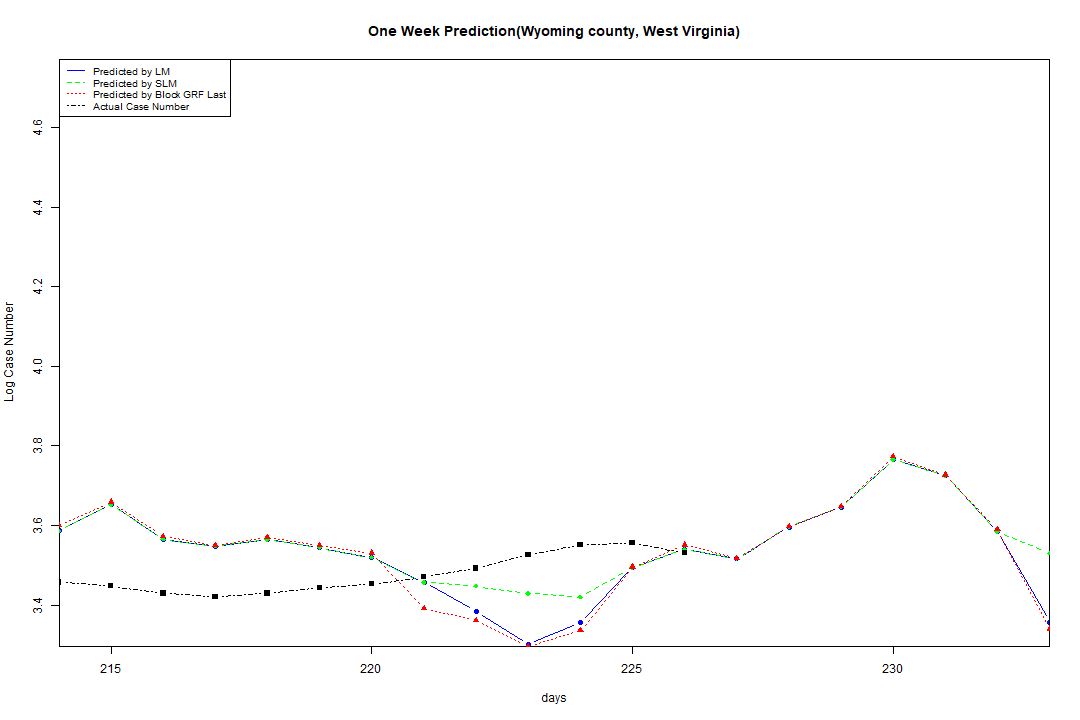 One Week Prediction(Wyoming county, West Virginia)
Predicted by LM
Predicted by SLM
Predicted by Block GRF Last
Actual Case Number
Log Case Number
4.6
4.4
4.2
4.0
3.8
3.6
3.4
215 220 225 230
days